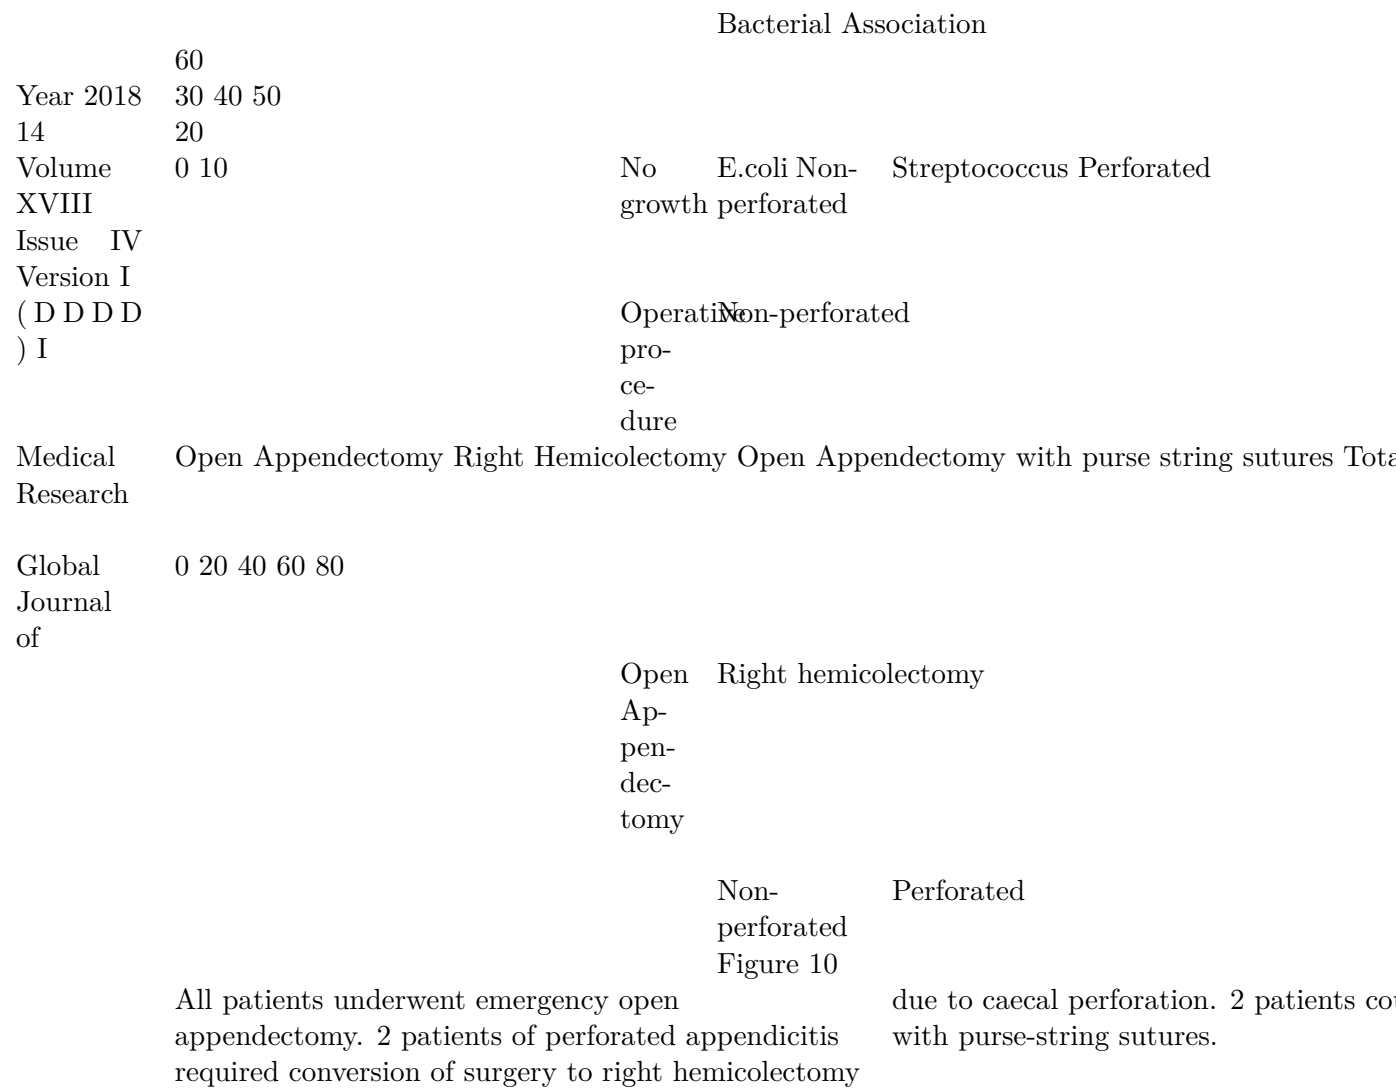 Bacterial Association
60
Year 2018 30 40 50
14 20
Volume 0 10 No E.coli Non- Streptococcus Perforated
XVIII growth perforated
Issue IV
Version I
( D D D D Operative Non-perforated
) I pro-
ce-
dure
Medical Open Appendectomy Right Hemicolectomy Open Appendectomy with purse string sutures
Research
Global 0 20 40 60 80
Journal
of
Open Right hemicolectomy
Ap-
pen-
dec-
tomy
Non- Perforated
perforated
Figure 10
All patients underwent emergency open due to caecal perforation. 2 patients
appendectomy. 2 patients of perforated appendicitis with purse-string sutures.
required conversion of surgery to right hemicolectomy